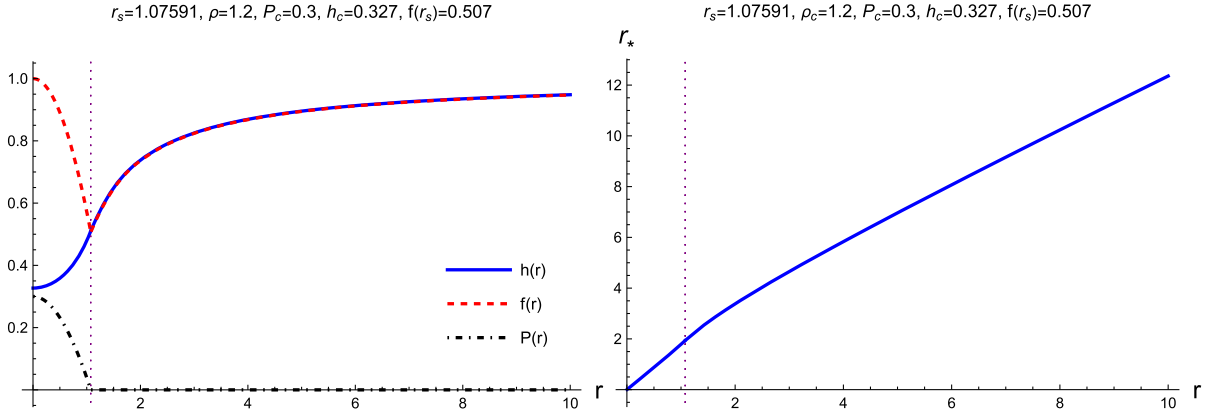 r_s=1.07591, ρ=1.2, P_c=0.3, h_c=0.327, f(r_s)=0.507
1.0
0.8
0.6
0.4
0.2
h(r)
f(r)
P(r)
2 4 6 8 10
r
r_s=1.07591, ρ_c=1.2, P_c=0.3, h_c=0.327, f(r_s)=0.507
r_*
12
10
8
6
4
2
0 2 4 6 8 10
r